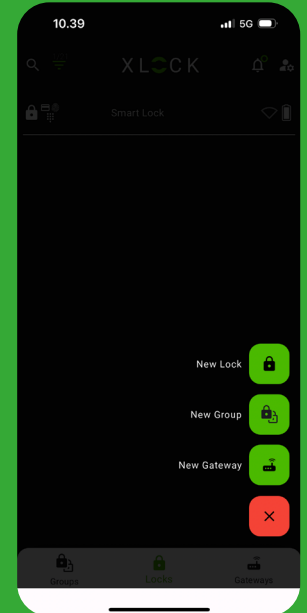 10.39 5G
XLOCK
Smart Lock
New Lock
New Group
New Gateway
Groups Locks Gateways